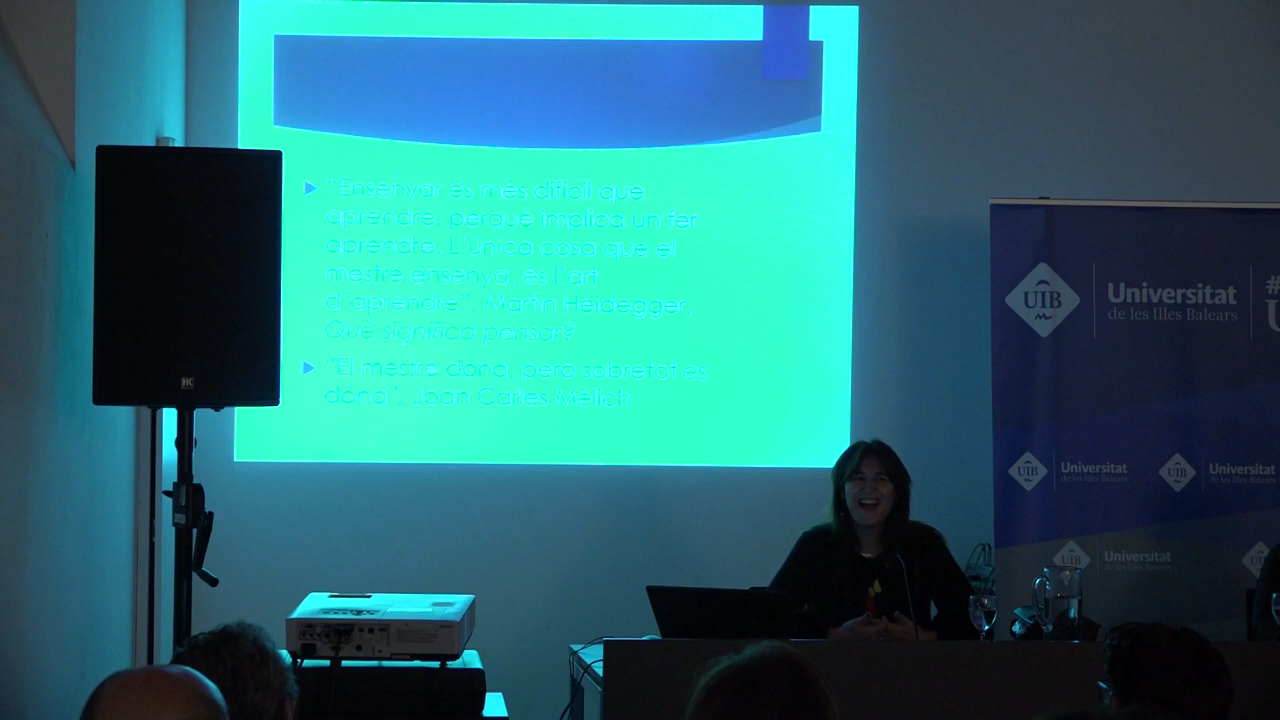 “Ensenyar és més difícil que
aprendre, perquè implica un fer
aprendre. L’única cosa que el
mestre ensenya, és l’art
d’aprendre”, Martin Heidegger,
Què significa pensar?
“El mestre dona, però sobretot es
dóna”, Joan Carles Mèlich
HK
UIB
Universitat
de les Illes Balears
#
U
UIB
Universitat
de les Illes Balears
UIB
Universitat
de les Illes Balears
UIB
Universitat
de les Illes Balears